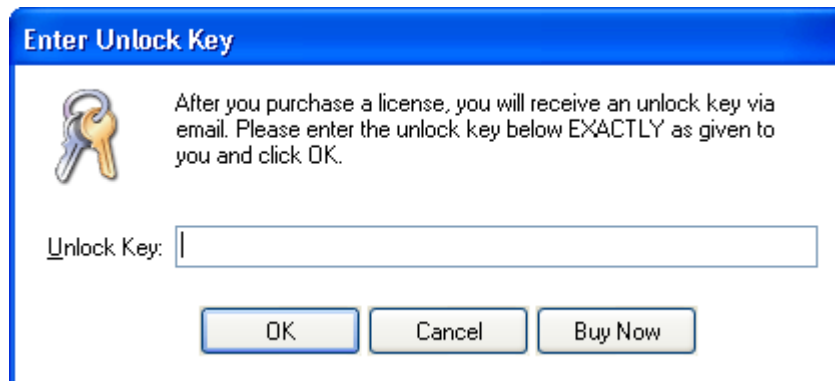 Enter Unlock Key
After you purchase a license, you will receive an unlock key via
email. Please enter the unlock key below EXACTLY as given to
you and click OK.
Unlock Key:
OK Cancel Buy Now